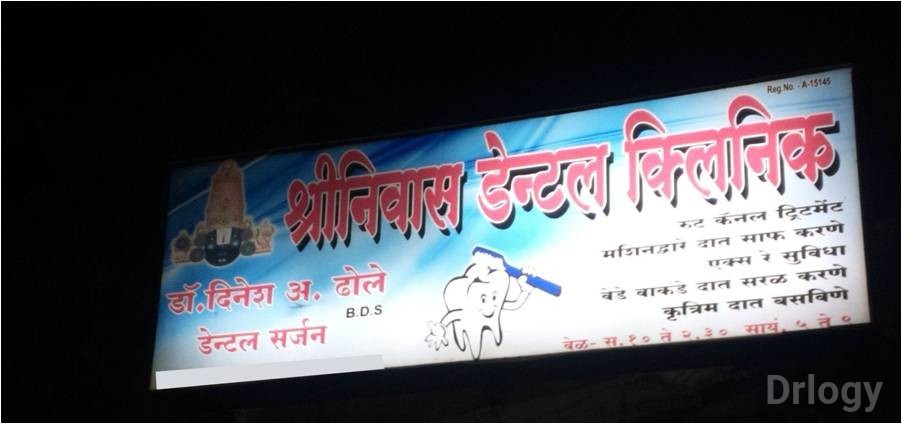 Reg.No. - A-15145
श्रीनिवास डेन्टल क्लिनिक
डॉ.दिनेश अ. ढोले
B.D.S
डेन्टल सर्जन
रुट कॅनल ट्रिटमेंट
मशिनद्वारे दात साफ करणे
एक्स रे सुविधा
वेडे वाकडे दात सरळ करणे
कृत्रिम दात बसविणे
वेळ- स.१० ते २.३० सायं. ५ ते ९
Drlogy